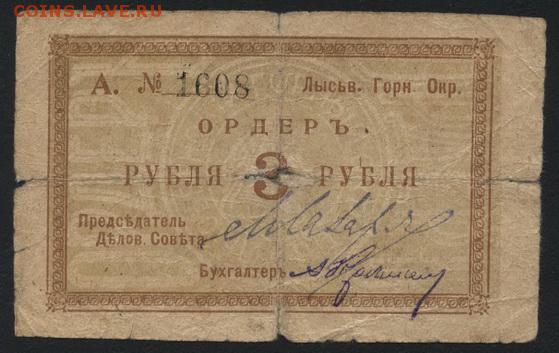 COINS.LAVE.RU
А. № 1608 Лысьв. Горн. Окр.
ОРДЕРЪ.
РУБЛЯ 3 РУБЛЯ
Предсѣдатель
Дѣлов. Совѣта
Бухгалтеръ